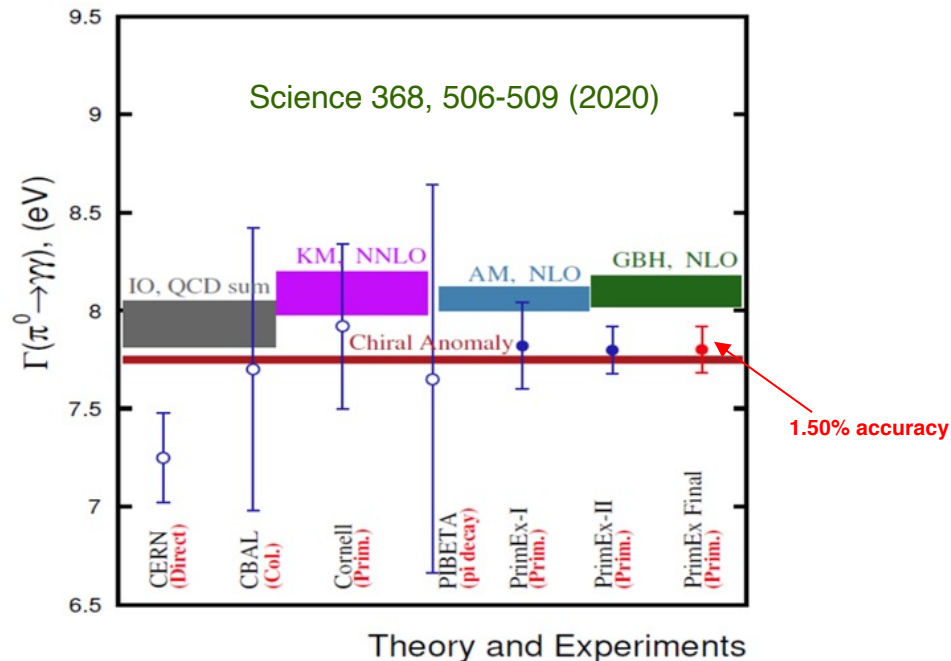 9.5
Science 368, 506-509 (2020)
9
8.5
KM, NNLO
GBH, NLO
AM, NLO
IO, QCD sum
8
Chiral Anomaly
7.5
1.50% accuracy
7
6.5
Γ(π⁰→γγ), (eV)
CERN
(Direct)
CBAL
(Col.)
Cornell
(Prim.)
PIBETA
(pi decay)
PrimEx-I
(Prim.)
PrimEx-II
(Prim.)
PrimEx Final
(Prim.)
Theory and Experiments